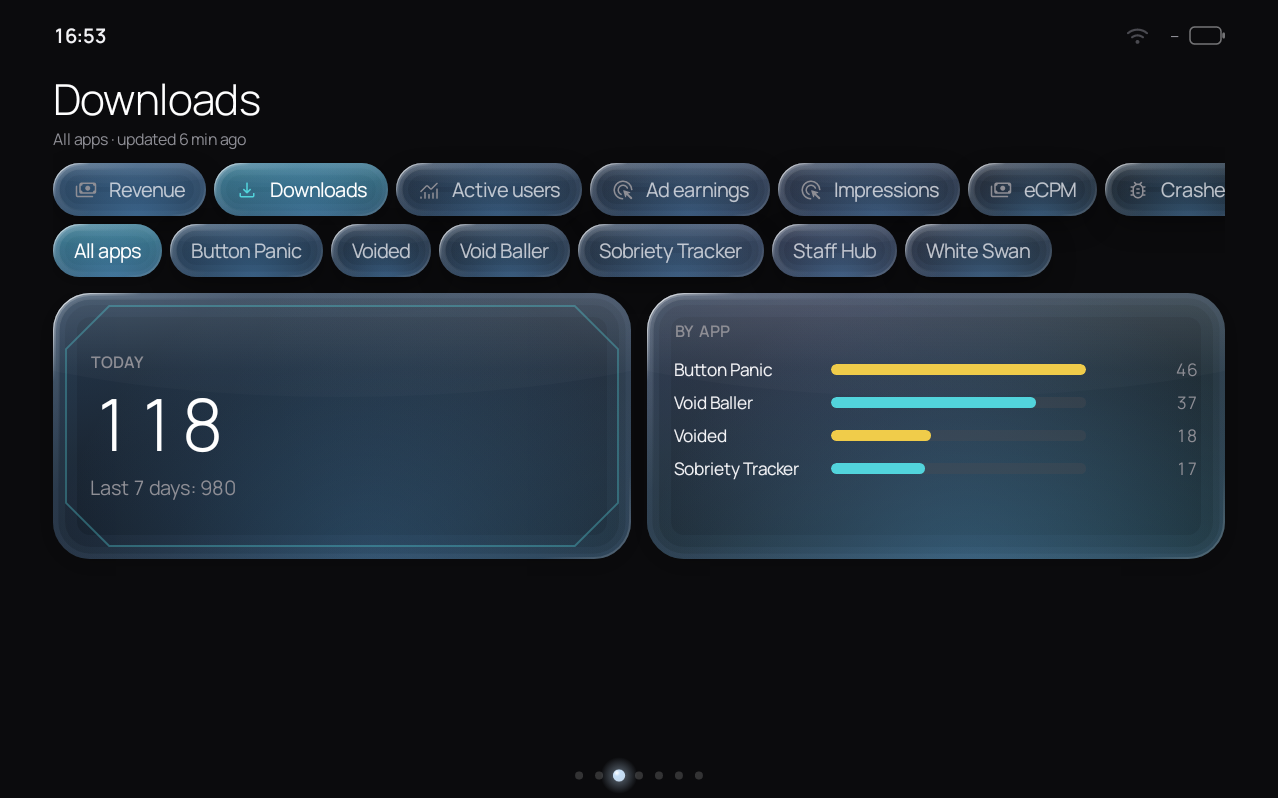 16:53
–
Downloads
All apps · updated 6 min ago
Revenue Downloads Active users Ad earnings Impressions eCPM Crashe
All apps Button Panic Voided Void Baller Sobriety Tracker Staff Hub White Swan
TODAY
118
Last 7 days: 980
BY APP
Button Panic 46
Void Baller 37
Voided 18
Sobriety Tracker 17